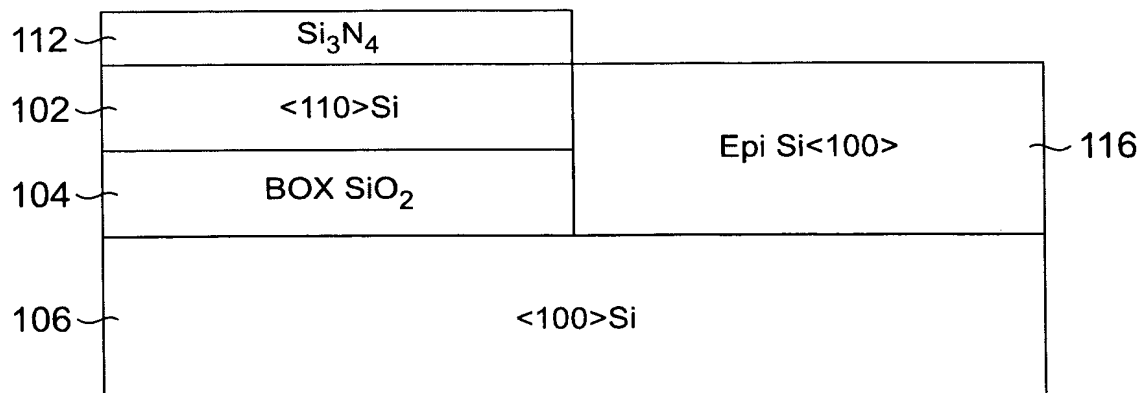 112 Si₃N₄
102 <110>Si
Epi Si<100> 116
104 BOX SiO₂
106 <100>Si